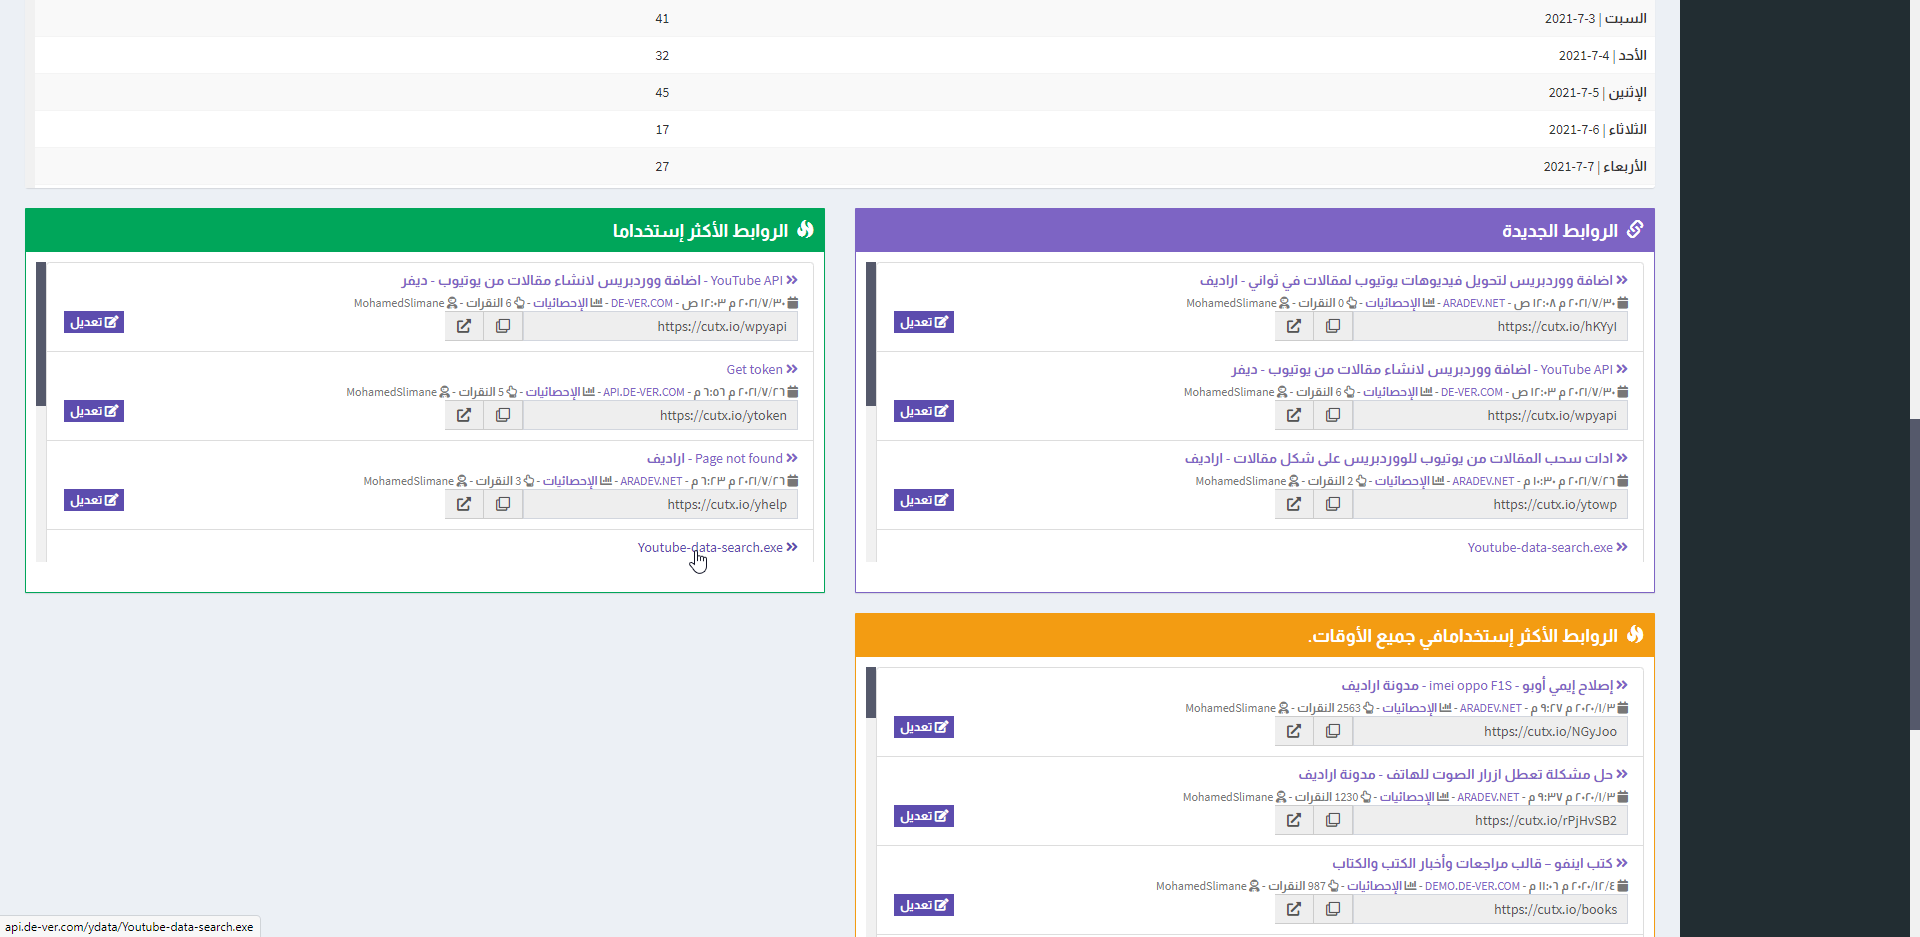 السبت | 3-7-2021 41
الأحد | 4-7-2021 32
الإثنين | 5-7-2021 45
الثلاثاء | 6-7-2021 17
الأربعاء | 7-7-2021 27
الروابط الجديدة
اضافة ووردبريس لتحويل فيديوهات يوتيوب لمقالات في ثواني - اراديف
٢٠٢١/٧/٣٠ م ١٢:٠٨ ص - ARADEV.NET - الإحصائيات - 0 النقرات - MohamedSlimane
https://cutx.io/hKYyI
تعديل
YouTube API - اضافة ووردبريس لانشاء مقالات من يوتيوب - ديفر
٢٠٢١/٧/٣٠ م ١٢:٠٣ ص - DE-VER.COM - الإحصائيات - 6 النقرات - MohamedSlimane
https://cutx.io/wpyapi
تعديل
ادات سحب المقالات من يوتيوب للووردبريس على شكل مقالات - اراديف
٢٠٢١/٧/٢٦ م ١٠:٣٠ م - ARADEV.NET - الإحصائيات - 2 النقرات - MohamedSlimane
https://cutx.io/ytowp
تعديل
Youtube-data-search.exe
الروابط الأكثر إستخداما
YouTube API - اضافة ووردبريس لانشاء مقالات من يوتيوب - ديفر
٢٠٢١/٧/٣٠ م ١٢:٠٣ ص - DE-VER.COM - الإحصائيات - 6 النقرات - MohamedSlimane
https://cutx.io/wpyapi
تعديل
Get token
٢٠٢١/٧/٢٦ م ٦:٥٦ م - API.DE-VER.COM - الإحصائيات - 5 النقرات - MohamedSlimane
https://cutx.io/ytoken
تعديل
Page not found - اراديف
٢٠٢١/٧/٢٦ م ٦:٢٣ م - ARADEV.NET - الإحصائيات - 3 النقرات - MohamedSlimane
https://cutx.io/yhelp
تعديل
Youtube-data-search.exe
الروابط الأكثر إستخدامافي جميع الأوقات.
إصلاح إيمي أوبو - imei oppo F1S - مدونة اراديف
٢٠٢٠/١/٣ م ٩:٢٧ م - ARADEV.NET - الإحصائيات - 2563 النقرات - MohamedSlimane
https://cutx.io/NGyJoo
تعديل
حل مشكلة تعطل ازرار الصوت للهاتف - مدونة اراديف
٢٠٢٠/١/٣ م ٩:٣٧ م - ARADEV.NET - الإحصائيات - 1230 النقرات - MohamedSlimane
https://cutx.io/rPjHvSB2
تعديل
كتب اينفو – قالب مراجعات وأخبار الكتب والكتاب
٢٠٢٠/١٢/٤ م ١١:٠٦ م - DEMO.DE-VER.COM - الإحصائيات - 987 النقرات - MohamedSlimane
https://cutx.io/books
تعديل
api.de-ver.com/ydata/Youtube-data-search.exe